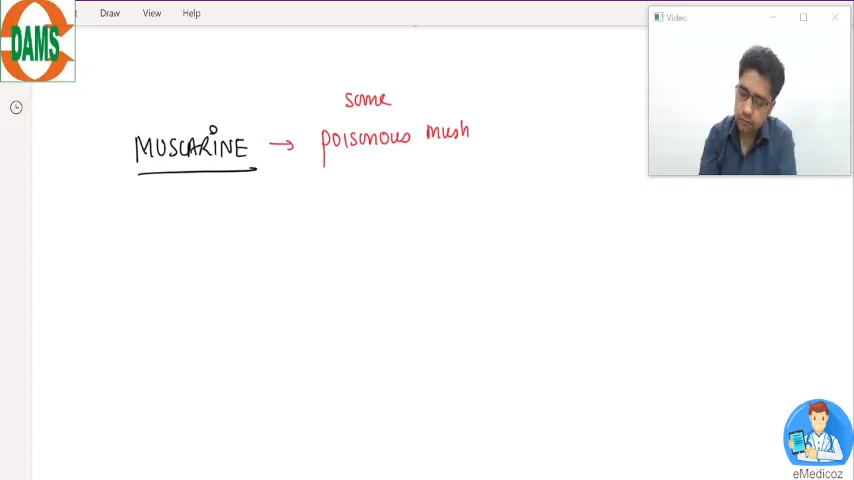 DAMS
Draw View Help
Video
some
MUSCARINE → poisonous mush
eMedicoz